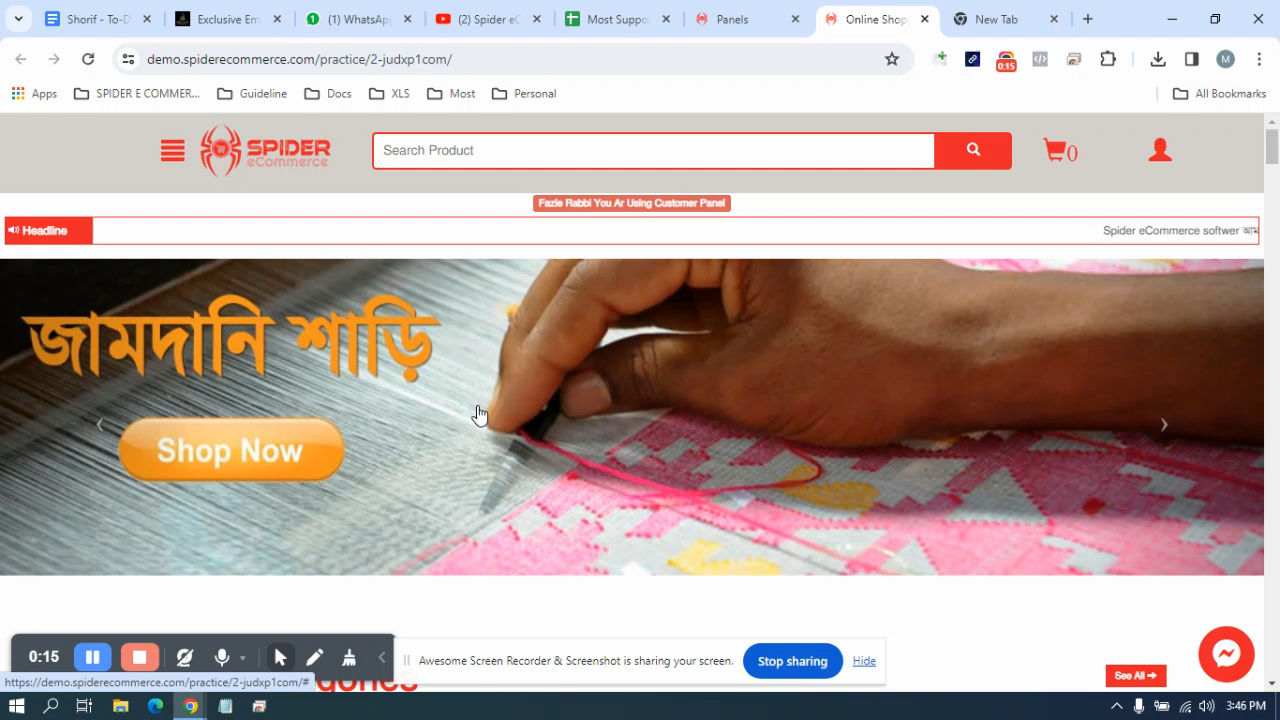 Shorif - To-D
Exclusive Em
(1) WhatsApp
(2) Spider eC
Most Suppo
Panels
Online Shop
New Tab
demo.spiderecommerce.com/practice/2-judxp1com/
0:15
M
Apps
SPIDER E COMMER...
Guideline
Docs
XLS
Most
Personal
All Bookmarks
SPIDER
eCommerce
Search Product
0
Fazle Rabbi You Ar Using Customer Panel
Headline
Spider eCommerce softwer
জামদানি শাড়ি
Shop Now
0:15
Awesome Screen Recorder & Screenshot is sharing your screen.
Stop sharing
Hide
See All
https://demo.spiderecommerce.com/practice/2-judxp1com/#
3:46 PM